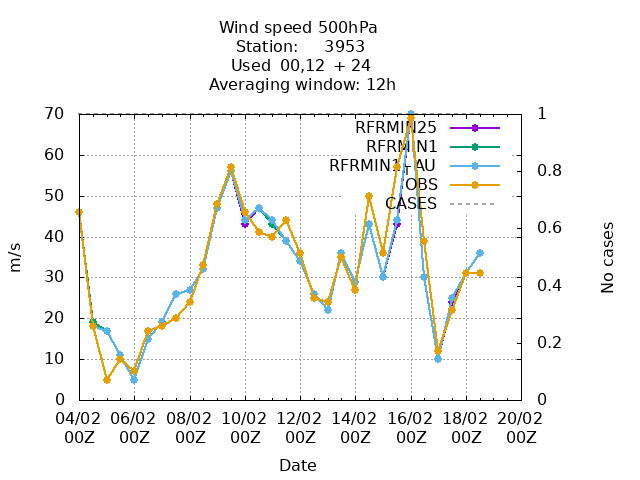 Wind speed 500hPa
Station: 3953
Used 00,12 + 24
Averaging window: 12h
70 1
RFRMIN25
RFRMIN1
60
RFRMIN1+AU
0.8
OBS
50
CASES
0.6
40
m/s
No cases
30
0.4
20
0.2
10
0 0
04/02 06/02 08/02 10/02 12/02 14/02 16/02 18/02 20/02
00Z 00Z 00Z 00Z 00Z 00Z 00Z 00Z 00Z
Date